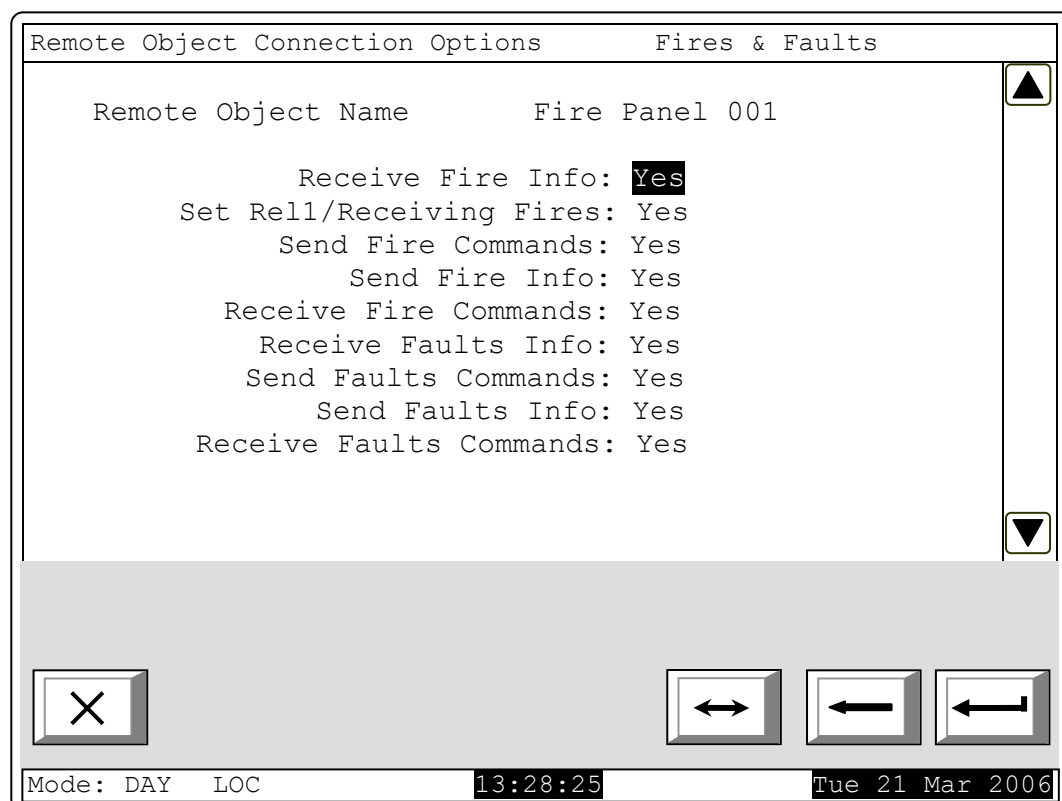 Remote Object Connection Options Fires & Faults
Remote Object Name Fire Panel 001
Receive Fire Info: Yes
Set Rel1/Receiving Fires: Yes
Send Fire Commands: Yes
Send Fire Info: Yes
Receive Fire Commands: Yes
Receive Faults Info: Yes
Send Faults Commands: Yes
Send Faults Info: Yes
Receive Faults Commands: Yes
Mode: DAY LOC 13:28:25 Tue 21 Mar 2006